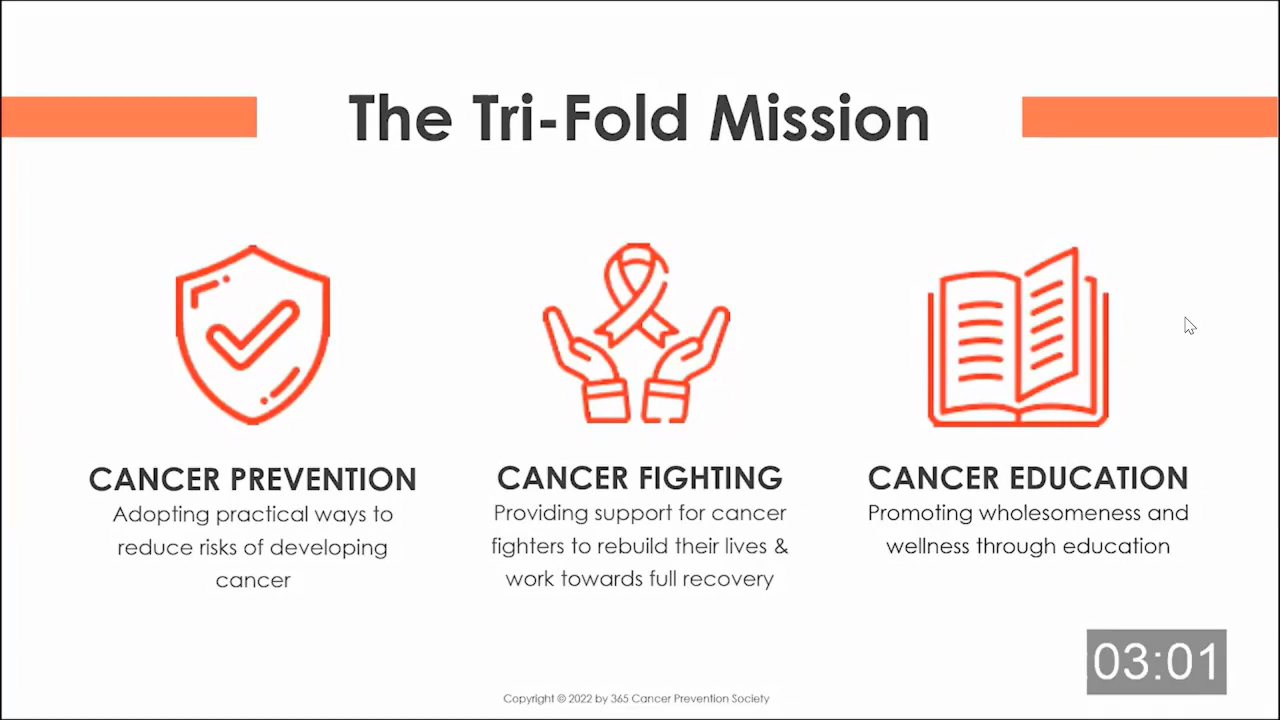 The Tri-Fold Mission
CANCER PREVENTION
Adopting practical ways to
reduce risks of developing
cancer
CANCER FIGHTING
Providing support for cancer
fighters to rebuild their lives &
work towards full recovery
CANCER EDUCATION
Promoting wholesomeness and
wellness through education
03:01
Copyright © 2022 by 365 Cancer Prevention Society